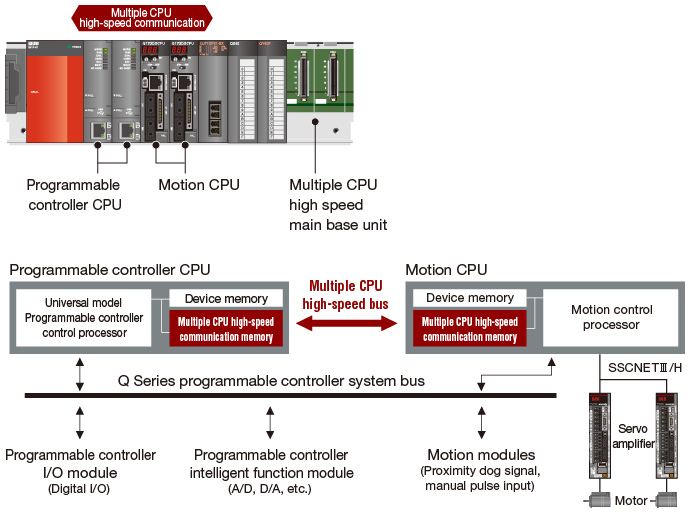 Multiple CPU
high-speed communication
Programmable
controller CPU
Motion CPU
Multiple CPU
high speed
main base unit
Programmable controller CPU
Universal model
Programmable controller
control processor
Device memory
Multiple CPU high-speed
communication memory
Multiple CPU
high-speed bus
Motion CPU
Device memory
Multiple CPU high-speed
communication memory
Motion control
processor
Q Series programmable controller system bus
SSCNETⅢ/H
Servo
amplifier
Motor
Programmable controller
I/O module
(Digital I/O)
Programmable controller
intelligent function module
(A/D, D/A, etc.)
Motion modules
(Proximity dog signal,
manual pulse input)